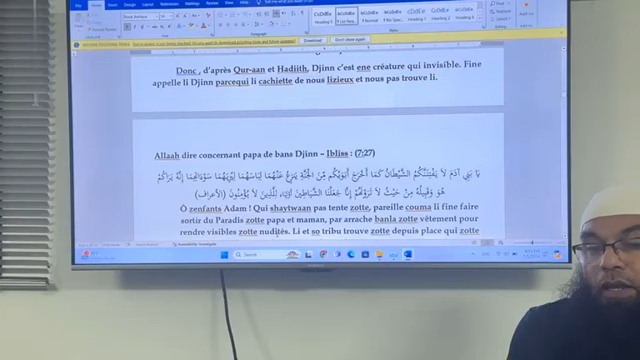 Donc , d'après Qur-aan et Hadiith, Djinn c'est ene créature qui invisible. Fine
appelle li Djinn parcequi li cachiette de nous lizieux et nous pas trouve li.
Allaah dire concernant papa de bans Djinn – Ibliss : (7:27)
يَا بَنِي آدَمَ لَا يَفْتِنَنَّكُمُ الشَّيْطَانُ كَمَا أَخْرَجَ أَبَوَيْكُم مِّنَ الْجَنَّةِ يَنزِعُ عَنْهُمَا لِبَاسَهُمَا لِيُرِيَهُمَا سَوْآتِهِمَا إِنَّهُ يَرَاكُمْ
هُوَ وَقَبِيلُهُ مِنْ حَيْثُ لَا تَرَوْنَهُمْ إِنَّا جَعَلْنَا الشَّيَاطِينَ أَوْلِيَاءَ لِلَّذِينَ لَا يُؤْمِنُونَ (الأعراف)
Ô zenfants Adam ! Qui shaytwaan pas tente zotte, pareille couma li fine faire
sortir du Paradis zotte papa et maman, par arrache banla zotte vêtement pour
rendre visibles zotte nudités. Li et so tribu trouve zotte depuis place qui zotte
Search